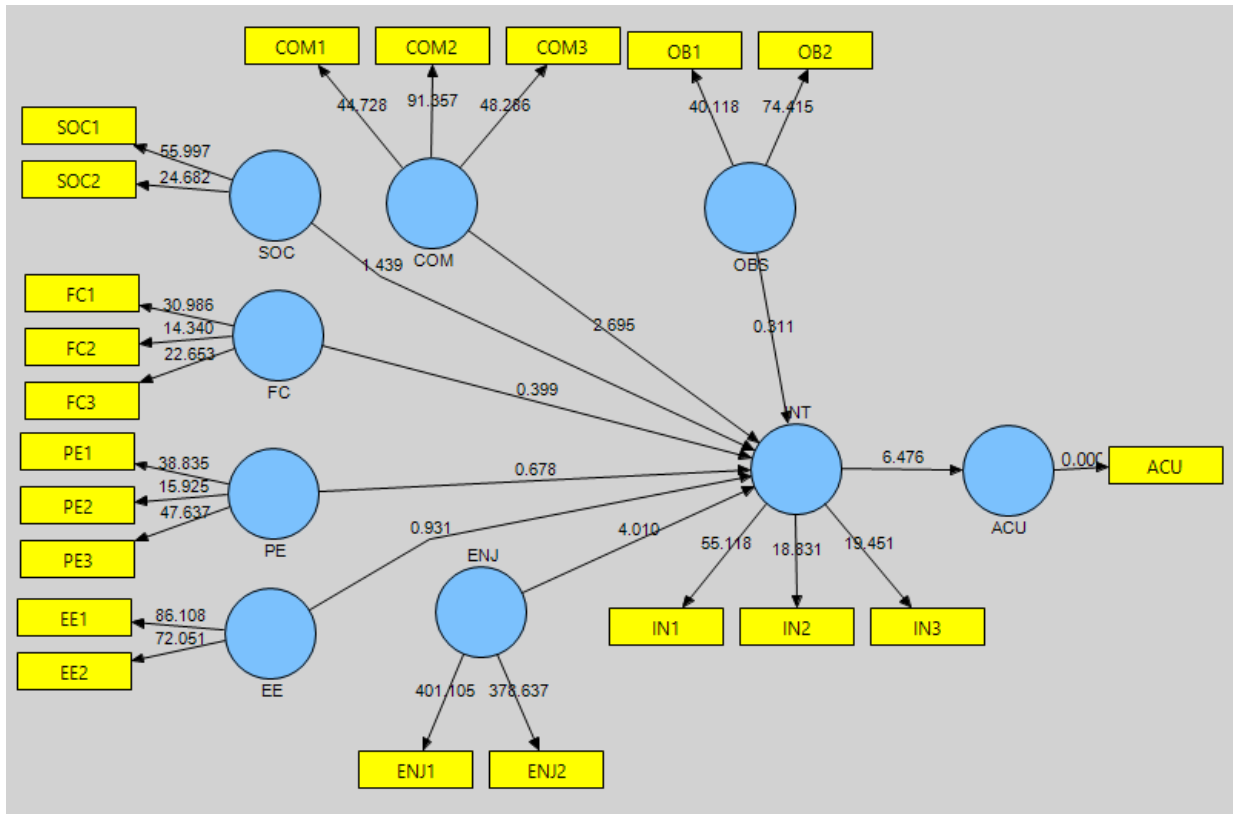 COM1
COM2
COM3
OB1
OB2
44.728
91.357
48.286
40.118
74.415
SOC1
SOC2
55.997
24.682
SOC
COM
OBS
1.439
2.695
0.311
FC1
FC2
FC3
30.986
14.340
22.653
FC
0.399
INT
PE1
PE2
PE3
38.835
15.925
47.637
PE
0.678
6.476
0.000
ACU
ACU
0.931
4.010
ENJ
55.118
18.831
19.451
EE1
EE2
86.108
72.051
EE
IN1
IN2
IN3
401.105
378.637
ENJ1
ENJ2